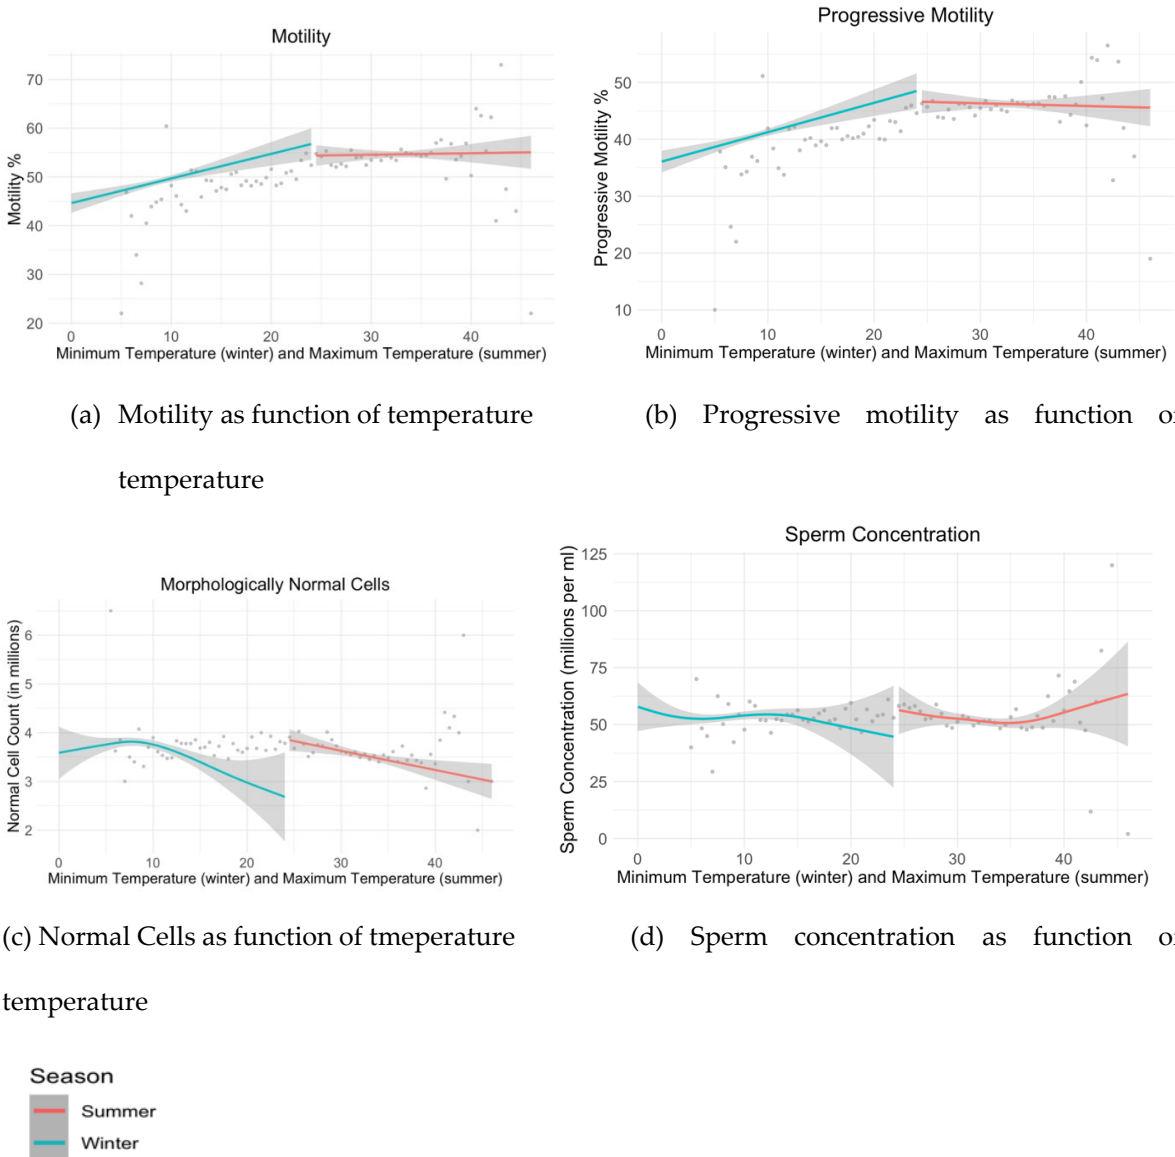 Motility
Motility %
70
60
50
40
30
20
0 10 20 30 40
Minimum Temperature (winter) and Maximum Temperature (summer)
(a) Motility as function of temperature
temperature
Progressive Motility
Progressive Motility %
50
40
30
20
10
0 10 20 30 40
Minimum Temperature (winter) and Maximum Temperature (summer)
(b) Progressive motility as function of
Morphologically Normal Cells
Normal Cell Count (in millions)
6
5
4
3
2
0 10 20 30 40
Minimum Temperature (winter) and Maximum Temperature (summer)
(c) Normal Cells as function of tmeperature
temperature
Sperm Concentration
Sperm Concentration (millions per ml)
125
100
75
50
25
0
0 10 20 30 40
Minimum Temperature (winter) and Maximum Temperature (summer)
(d) Sperm concentration as function of
Season
Summer
Winter